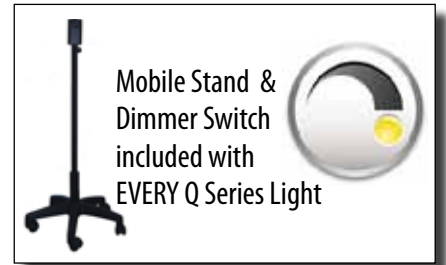 Mobile Stand &
Dimmer Switch
included with
EVERY Q Series Light